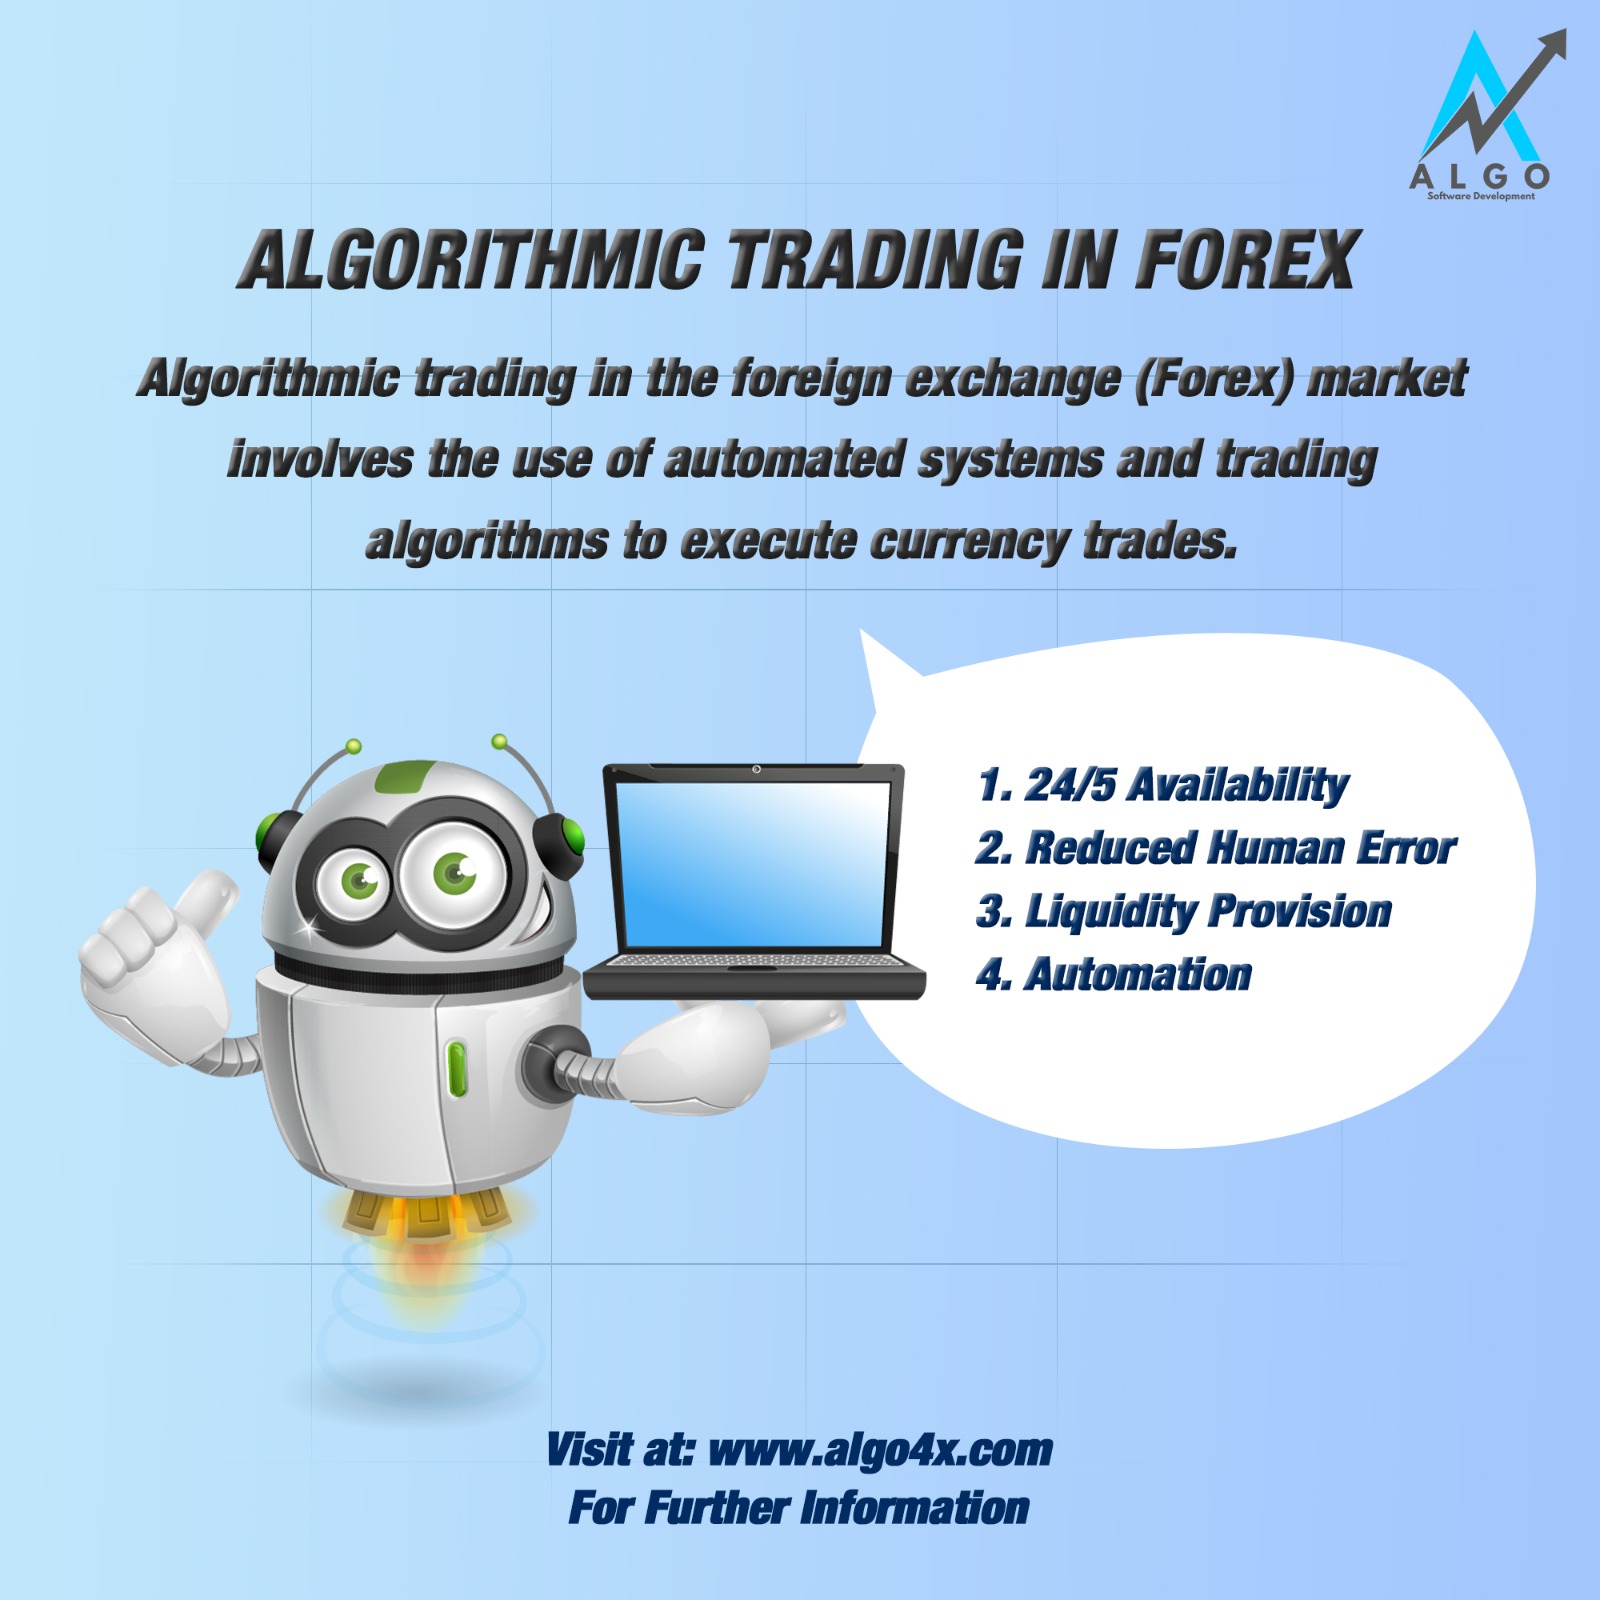 ALGO
Software Development
ALGORITHMIC TRADING IN FOREX
Algorithmic trading in the foreign exchange (Forex) market
involves the use of automated systems and trading
algorithms to execute currency trades.
1. 24/5 Availability
2. Reduced Human Error
3. Liquidity Provision
4. Automation
Visit at: www.algo4x.com
For Further Information